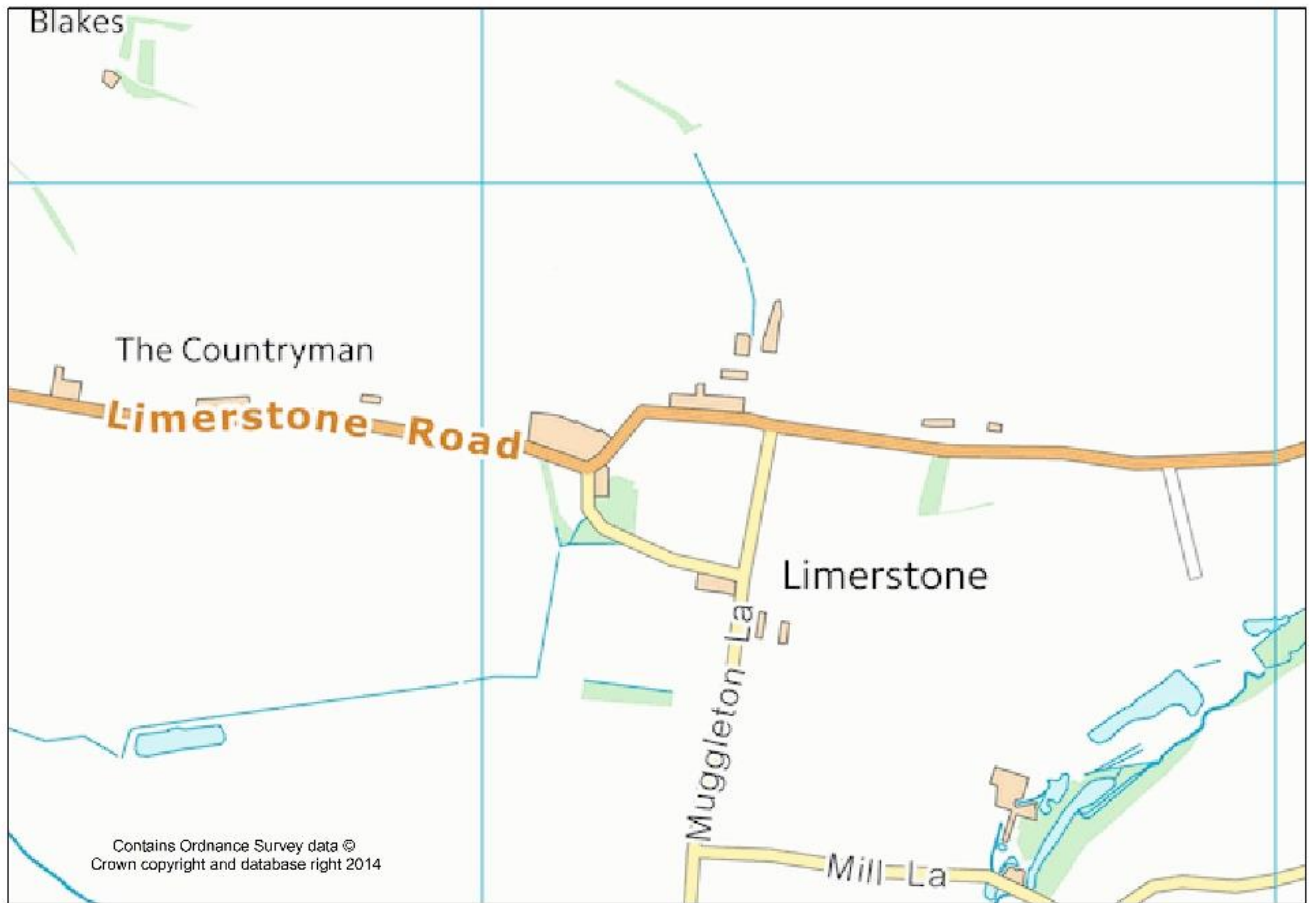 Blakes
The Countryman
Limerstone Road
Limerstone
Muggleton La
Mill La
Contains Ordnance Survey data ©
Crown copyright and database right 2014